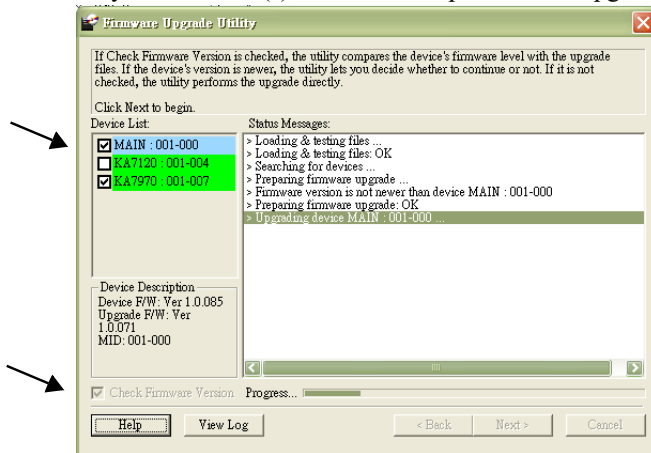 Firmware Upgrade Utility
If Check Firmware Version is checked, the utility compares the device's firmware level with the upgrade
files. If the device's version is newer, the utility lets you decide whether to continue or not. If it is not
checked, the utility performs the upgrade directly.
Click Next to begin.
Device List:
MAIN : 001-000
KA7120 : 001-004
KA7970 : 001-007
Status Messages:
> Loading & testing files ...
> Loading & testing files: OK
> Searching for devices ...
> Preparing firmware upgrade ...
> Firmware version is not newer than device MAIN : 001-000
> Preparing firmware upgrade: OK
> Upgrading device MAIN : 001-000 ...
Device Description
Device F/W: Ver 1.0.085
Upgrade F/W: Ver
1.0.071
MID: 001-000
Check Firmware Version
Progress...
Help
View Log
< Back
Next >
Cancel